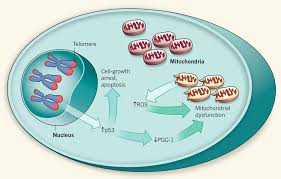 Telomere
Cell-growth
arrest,
apoptosis
Mitochondria
Nucleus
↑p53
↑ROS
Mitochondrial
dysfunction
↓PGC-1